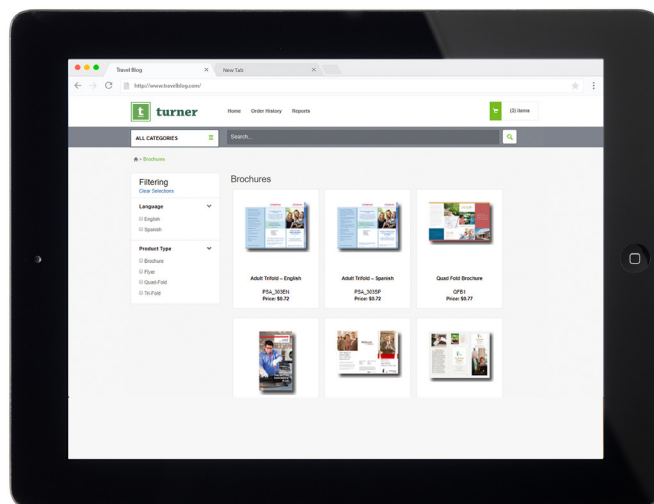 Travel Blog
New Tab
http://www.travelblog.com/
t turner
Home Order History Reports
(3) items
ALL CATEGORIES
Search...
> Brochures
Filtering
Clear Selections
Language
English
Spanish
Product Type
Brochure
Flyer
Quad-Fold
Tri-Fold
Brochures
Adult Trifold – English
PSA_303EN
Price: $0.72
Adult Trifold – Spanish
PSA_303SP
Price: $0.72
Quad Fold Brochure
QFB1
Price: $0.77